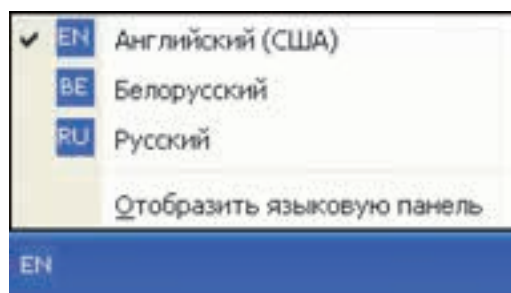 EN Английский (США)
BE Белорусский
RU Русский
Отобразить языковую панель
EN